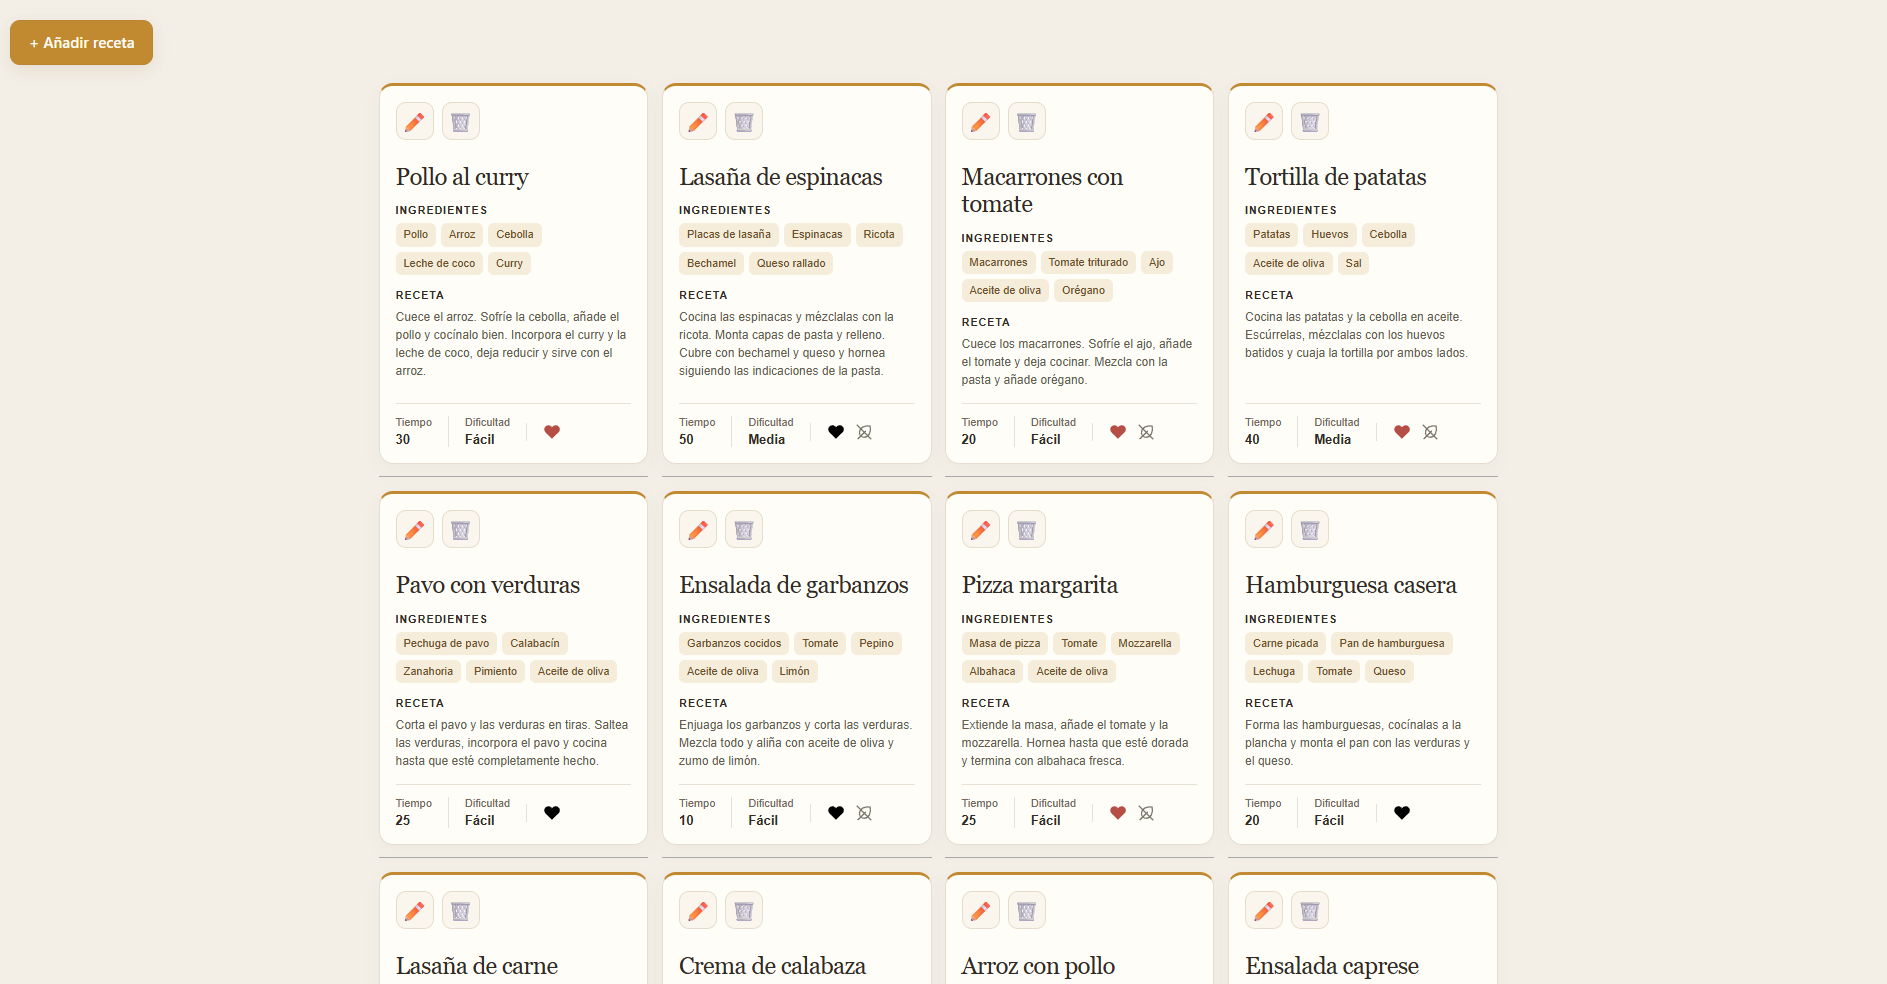 + Añadir receta
Pollo al curry
INGREDIENTES
Pollo Arroz Cebolla
Leche de coco Curry
RECETA
Cuece el arroz. Sofríe la cebolla, añade el
pollo y cocínalo bien. Incorpora el curry y la
leche de coco, deja reducir y sirve con el
arroz.
Tiempo Dificultad
30 Fácil
Lasaña de espinacas
INGREDIENTES
Placas de lasaña Espinacas Ricota
Bechamel Queso rallado
RECETA
Cocina las espinacas y mézclalas con la
ricota. Monta capas de pasta y relleno.
Cubre con bechamel y queso y hornea
siguiendo las indicaciones de la pasta.
Tiempo Dificultad
50 Media
Macarrones con
tomate
INGREDIENTES
Macarrones Tomate triturado Ajo
Aceite de oliva Orégano
RECETA
Cuece los macarrones. Sofríe el ajo, añade
el tomate y deja cocinar. Mezcla con la
pasta y añade orégano.
Tiempo Dificultad
20 Fácil
Tortilla de patatas
INGREDIENTES
Patatas Huevos Cebolla
Aceite de oliva Sal
RECETA
Cocina las patatas y la cebolla en aceite.
Escúrrelas, mézclalas con los huevos
batidos y cuaja la tortilla por ambos lados.
Tiempo Dificultad
40 Media
Pavo con verduras
INGREDIENTES
Pechuga de pavo Calabacín
Zanahoria Pimiento Aceite de oliva
RECETA
Corta el pavo y las verduras en tiras. Saltea
las verduras, incorpora el pavo y cocina
hasta que esté completamente hecho.
Tiempo Dificultad
25 Fácil
Ensalada de garbanzos
INGREDIENTES
Garbanzos cocidos Tomate Pepino
Aceite de oliva Limón
RECETA
Enjuaga los garbanzos y corta las verduras.
Mezcla todo y aliña con aceite de oliva y
zumo de limón.
Tiempo Dificultad
10 Fácil
Pizza margarita
INGREDIENTES
Masa de pizza Tomate Mozzarella
Albahaca Aceite de oliva
RECETA
Extiende la masa, añade el tomate y la
mozzarella. Hornea hasta que esté dorada
y termina con albahaca fresca.
Tiempo Dificultad
25 Fácil
Hamburguesa casera
INGREDIENTES
Carne picada Pan de hamburguesa
Lechuga Tomate Queso
RECETA
Forma las hamburguesas, cocínalas a la
plancha y monta el pan con las verduras y
el queso.
Tiempo Dificultad
20 Fácil
Lasaña de carne
Crema de calabaza
Arroz con pollo
Ensalada caprese